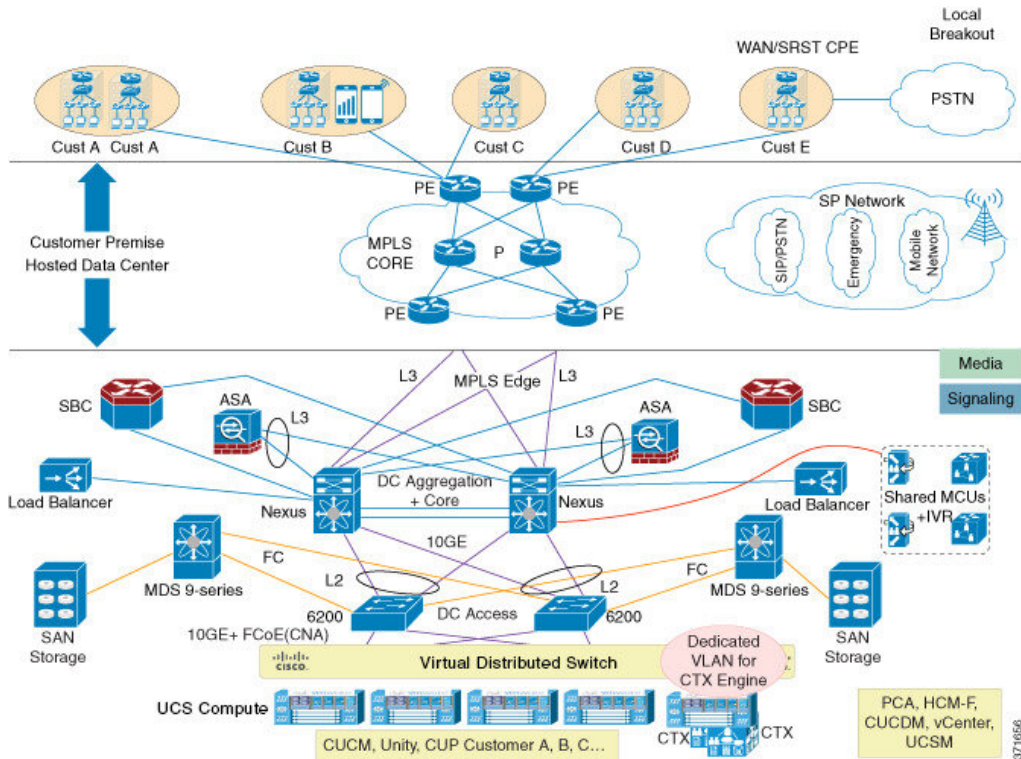 Local
Breakout
WAN/SRST CPE
PSTN
Cust A
Cust A
Cust B
Cust C
Cust D
Cust E
PE
PE
Customer Premise
Hosted Data Center
MPLS
CORE
P
PE
PE
SP Network
SIP/PSTN
Emergency
Mobile
Network
Media
Signaling
L3
MPLS Edge
L3
SBC
ASA
L3
L3
ASA
SBC
Load Balancer
Nexus
DC Aggregation
+ Core
Nexus
Load Balancer
Shared MCUs
+IVR
10GE
FC
FC
MDS 9-series
L2
L2
MDS 9-series
SAN
Storage
6200
DC Access
6200
SAN
Storage
10GE+ FCoE(CNA)
CISCO.
Virtual Distributed Switch
Dedicated
VLAN for
CTX Engine
UCS Compute
CTX
CTX
CUCM, Unity, CUP Customer A, B, C...
PCA, HCM-F,
CUCDM, vCenter,
UCSM
371656